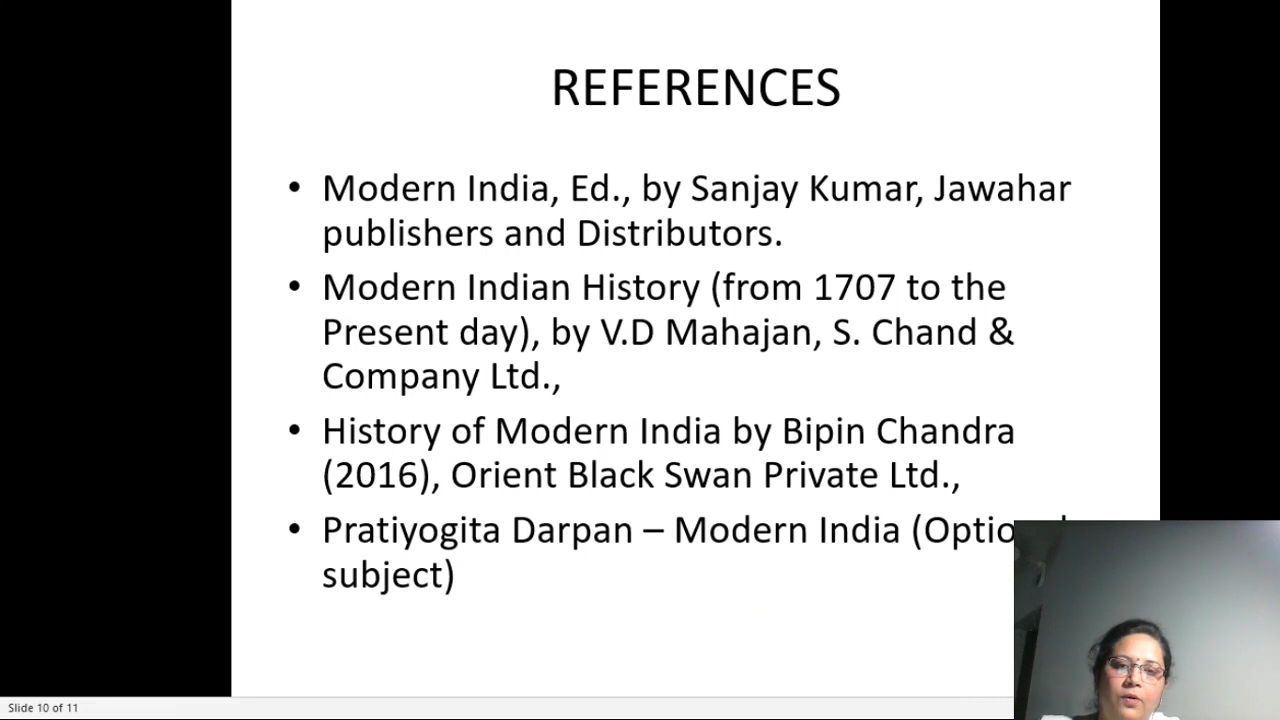 REFERENCES
• Modern India, Ed., by Sanjay Kumar, Jawahar
publishers and Distributors.
• Modern Indian History (from 1707 to the
Present day), by V.D Mahajan, S. Chand &
Company Ltd.,
• History of Modern India by Bipin Chandra
(2016), Orient Black Swan Private Ltd.,
• Pratiyogita Darpan – Modern India
subject)
Slide 10 of 11